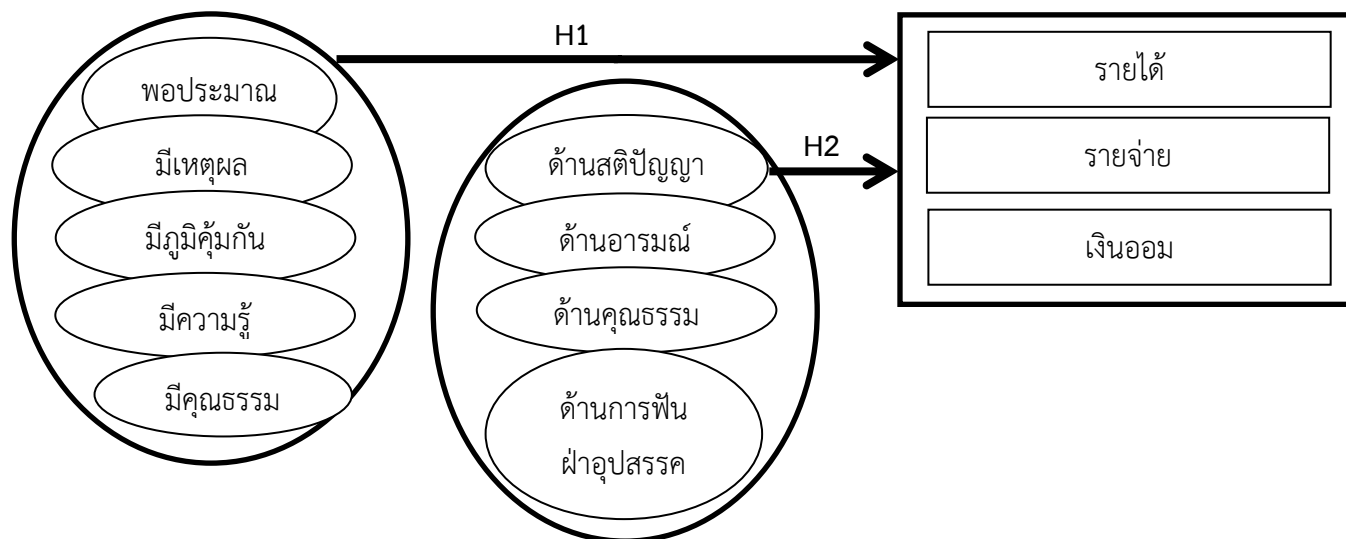 H1
พอประมาณ
มีเหตุผล
มีภูมิคุ้มกัน
มีความรู้
มีคุณธรรม
H2
ด้านสติปัญญา
ด้านอารมณ์
ด้านคุณธรรม
ด้านการฟัน
ฝ่าอุปสรรค
รายได้
รายจ่าย
เงินออม